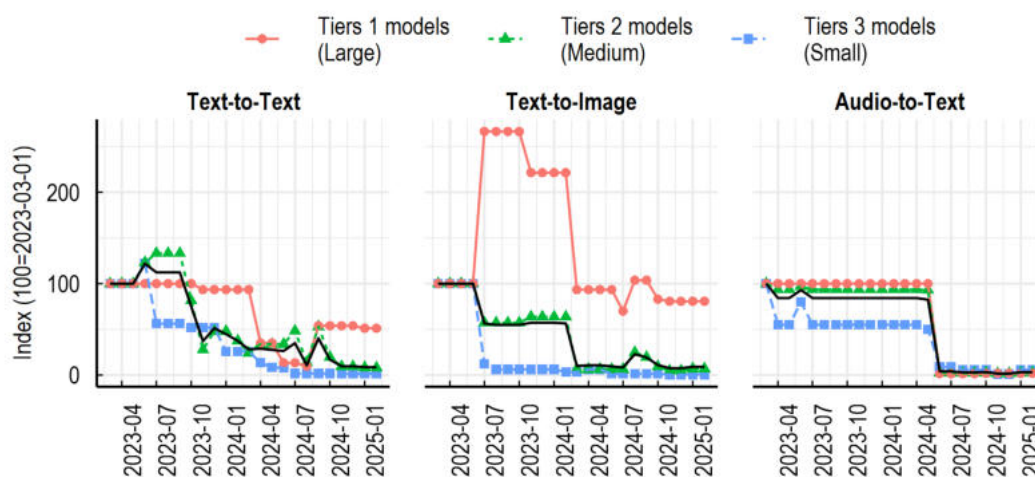 Tiers 1 models
(Large)
Tiers 2 models
(Medium)
Tiers 3 models
(Small)
Text-to-Text
Text-to-Image
Audio-to-Text
Index (100=2023-03-01)
200
100
0
2023-04
2023-07
2023-10
2024-01
2024-04
2024-07
2024-10
2025-01
2023-04
2023-07
2023-10
2024-01
2024-04
2024-07
2024-10
2025-01
2023-04
2023-07
2023-10
2024-01
2024-04
2024-07
2024-10
2025-01